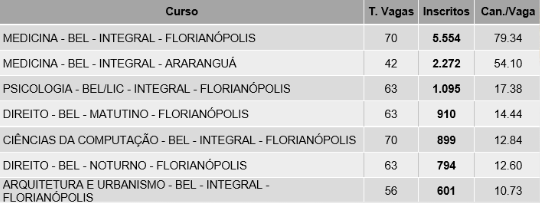 Curso T. Vagas Inscritos Can./Vaga
MEDICINA - BEL - INTEGRAL - FLORIANÓPOLIS 70 5.554 79.34
MEDICINA - BEL - INTEGRAL - ARARANGUÁ 42 2.272 54.10
PSICOLOGIA - BEL/LIC - INTEGRAL - FLORIANÓPOLIS 63 1.095 17.38
DIREITO - BEL - MATUTINO - FLORIANÓPOLIS 63 910 14.44
CIÊNCIAS DA COMPUTAÇÃO - BEL - INTEGRAL - FLORIANÓPOLIS 70 899 12.84
DIREITO - BEL - NOTURNO - FLORIANÓPOLIS 63 794 12.60
ARQUITETURA E URBANISMO - BEL - INTEGRAL -
FLORIANÓPOLIS 56 601 10.73